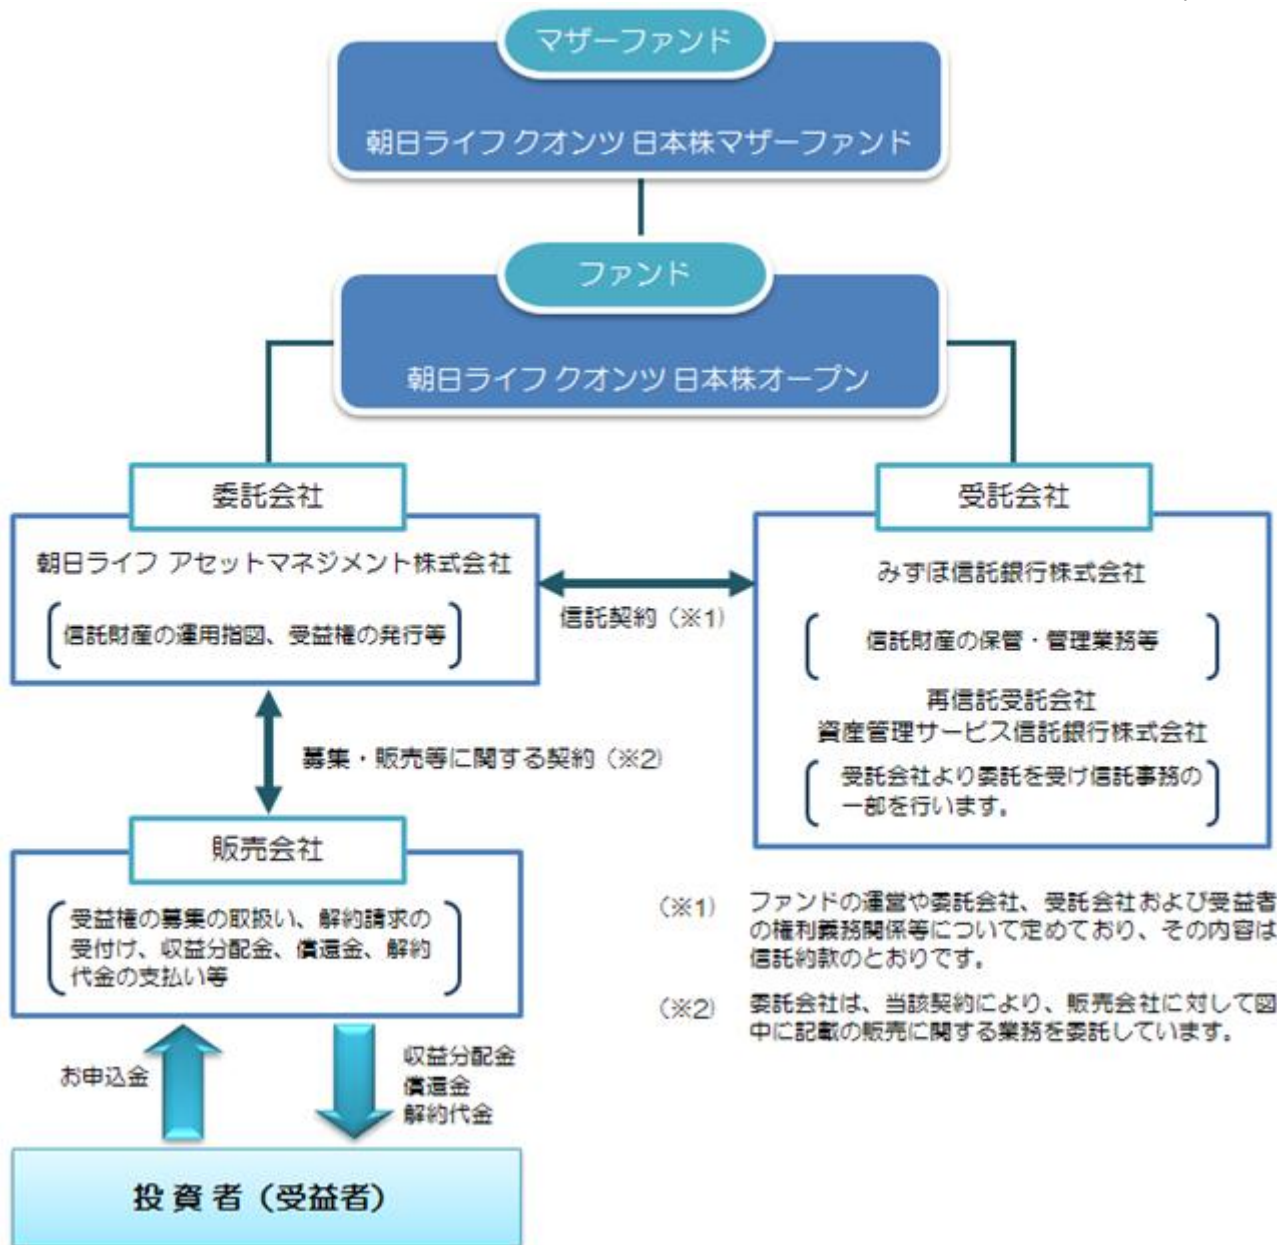 マザーファンド
朝日ライフ クオンツ 日本株マザーファンド
ファンド
朝日ライフ クオンツ 日本株オープン
委託会社
朝日ライフ アセットマネジメント株式会社
信託財産の運用指図、受益権の発行等
信託契約（※1）
受託会社
みずほ信託銀行株式会社
信託財産の保管・管理業務等
再信託受託会社
資産管理サービス信託銀行株式会社
受託会社より委託を受け信託事務の
一部を行います。
募集・販売等に関する契約（※2）
販売会社
受益権の募集の取扱い、解約請求の
受付け、収益分配金、償還金、解約
代金の支払い等
（※1） ファンドの運営や委託会社、受託会社および受益者
の権利義務関係等について定めており、その内容は
信託約款のとおりです。
（※2） 委託会社は、当該契約により、販売会社に対して図
中に記載の販売に関する業務を委託しています。
お申込金
収益分配金
償還金
解約代金
投資者（受益者）